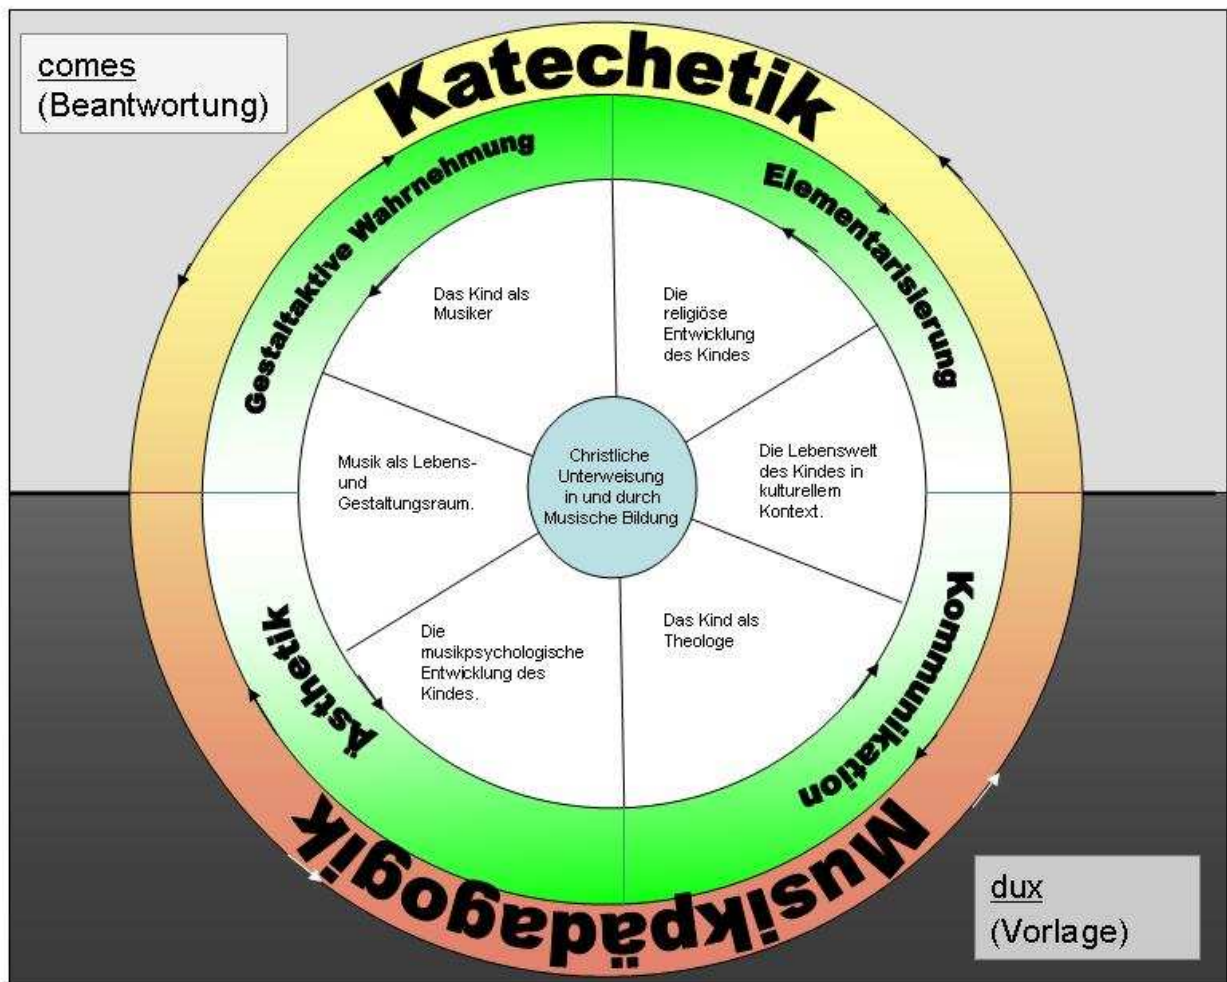 comes
(Beantwortung)
Katechetik
Gestaltaktive Wahrnehmung
Elementarisierung
Das Kind als
Musiker
Die
religiöse
Entwicklung
des Kindes
Musik als Lebens-
und
Gestaltungsraum.
Christliche
Unterweisung
in und durch
Musische Bildung
Die Lebenswelt
des Kindes in
kulturellem
Kontext.
Die
musikpsychologische
Entwicklung des
Kindes.
Das Kind als
Theologe
Ästhetik
Kommunikation
Musikpädagogik
dux
(Vorlage)